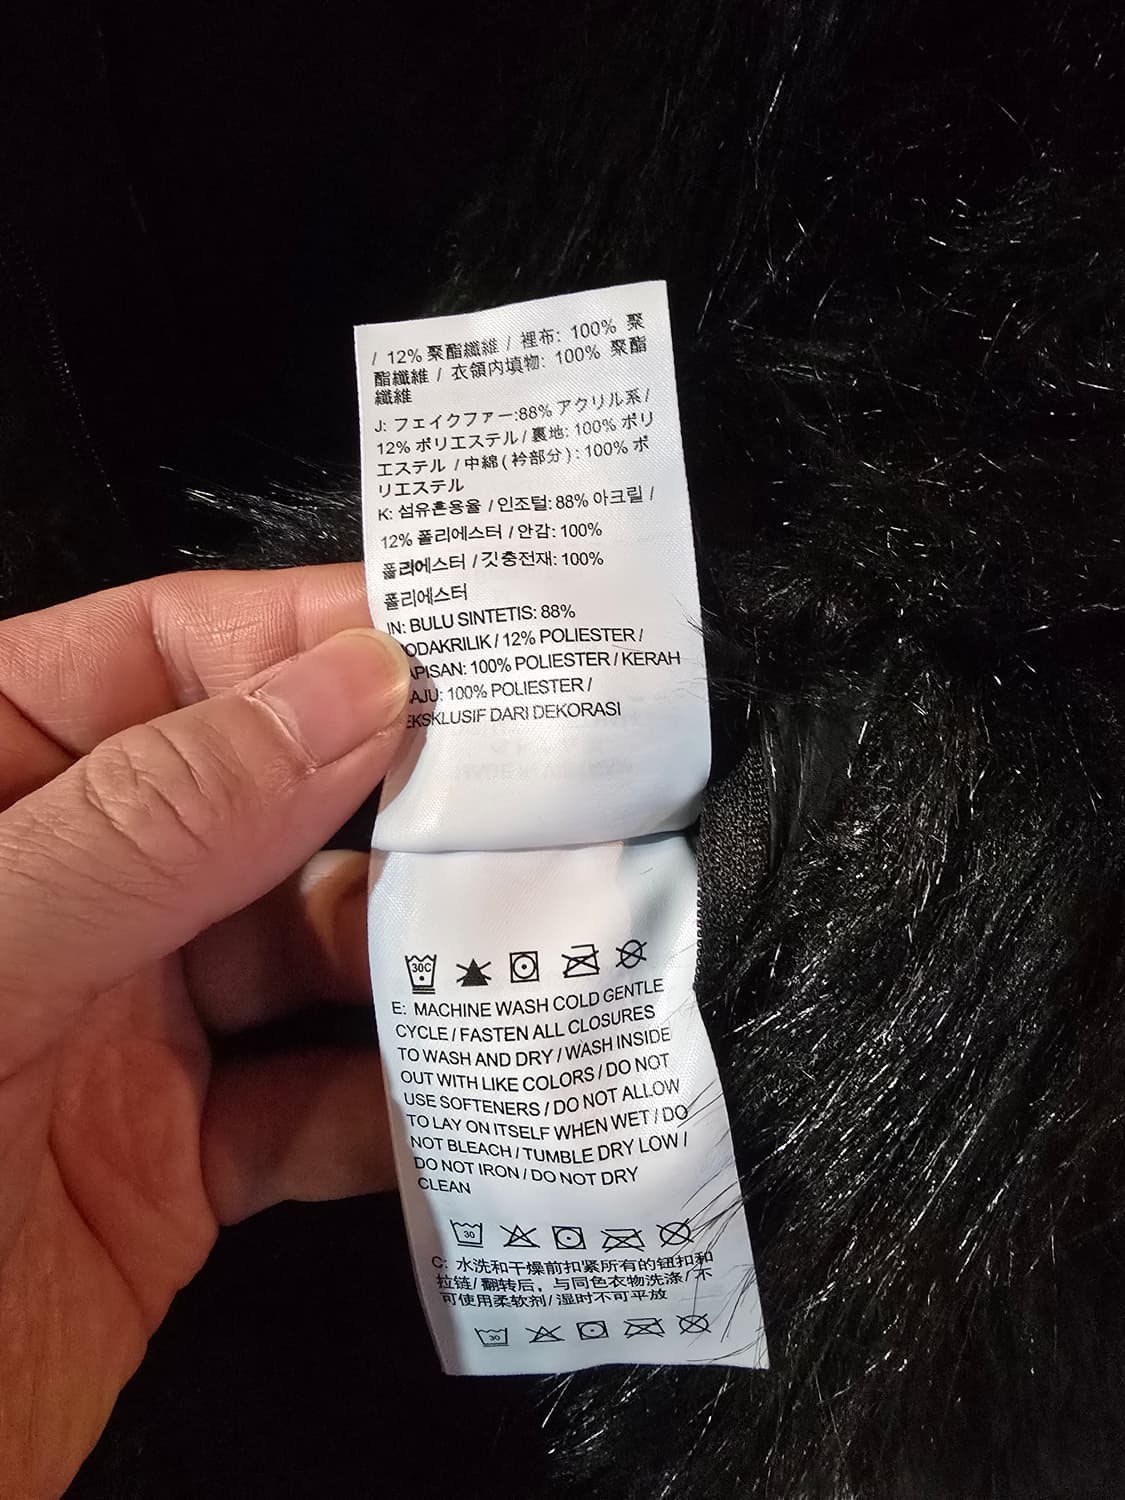 / 12% 聚酯纖維 / 裡布: 100% 聚
酯纖維 / 衣領內填物: 100% 聚酯
纖維
J: フェイクファー:88% アクリル系 /
12% ポリエステル / 裏地: 100% ポリ
エステル / 中綿 ( 衿部分 ) : 100% ポ
リエステル
K: 섬유혼용율 / 인조털: 88% 아크릴 /
12% 폴리에스터 / 안감: 100%
폴리에스터 / 깃충전재: 100%
폴리에스터
IN: BULU SINTETIS: 88%
/ 12% POLIESTER /
100% POLIESTER / KERAH
100% POLIESTER /
EKSKLUSIF DARI DEKORASI
30C
E: MACHINE WASH COLD GENTLE
CYCLE / FASTEN ALL CLOSURES
TO WASH AND DRY / WASH INSIDE
OUT WITH LIKE COLORS / DO NOT
USE SOFTENERS / DO NOT ALLOW
TO LAY ON ITSELF WHEN WET / DO
NOT BLEACH / TUMBLE DRY LOW /
DO NOT IRON / DO NOT DRY
CLEAN
30
C: 水洗和干燥前扣紧所有的钮扣和
拉链/ 翻转后，与同色衣物洗涤/ 不
可使用柔软剂/ 湿时不可平放
30